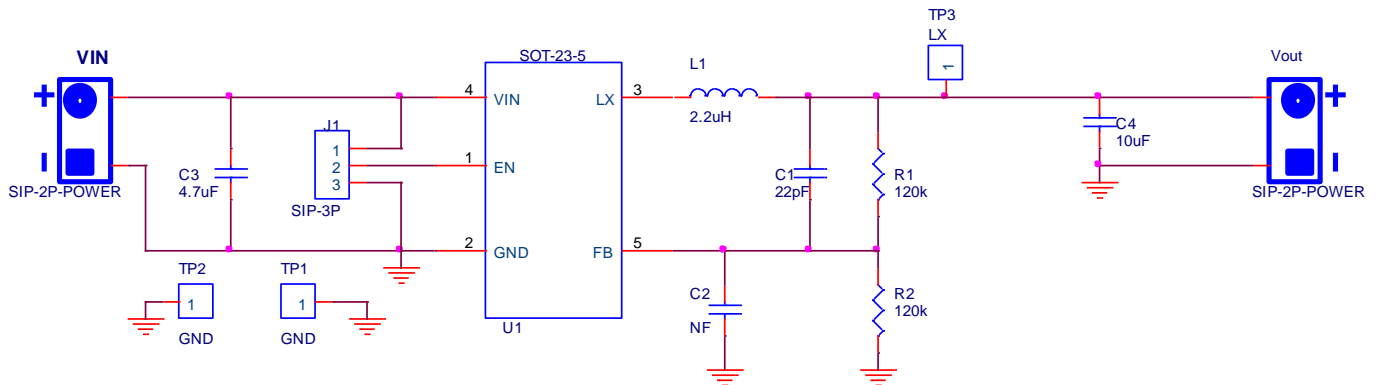 VIN
+
-
SIP-2P-POWER
C3
4.7uF
J1
1
2
3
SIP-3P
TP2
1
GND
TP1
1
GND
SOT-23-5
4
VIN
1
EN
2
GND
LX
3
FB
5
U1
L1
2.2uH
TP3
LX
1
C1
22pF
R1
120k
C2
NF
R2
120k
C4
10uF
Vout
+
-
SIP-2P-POWER